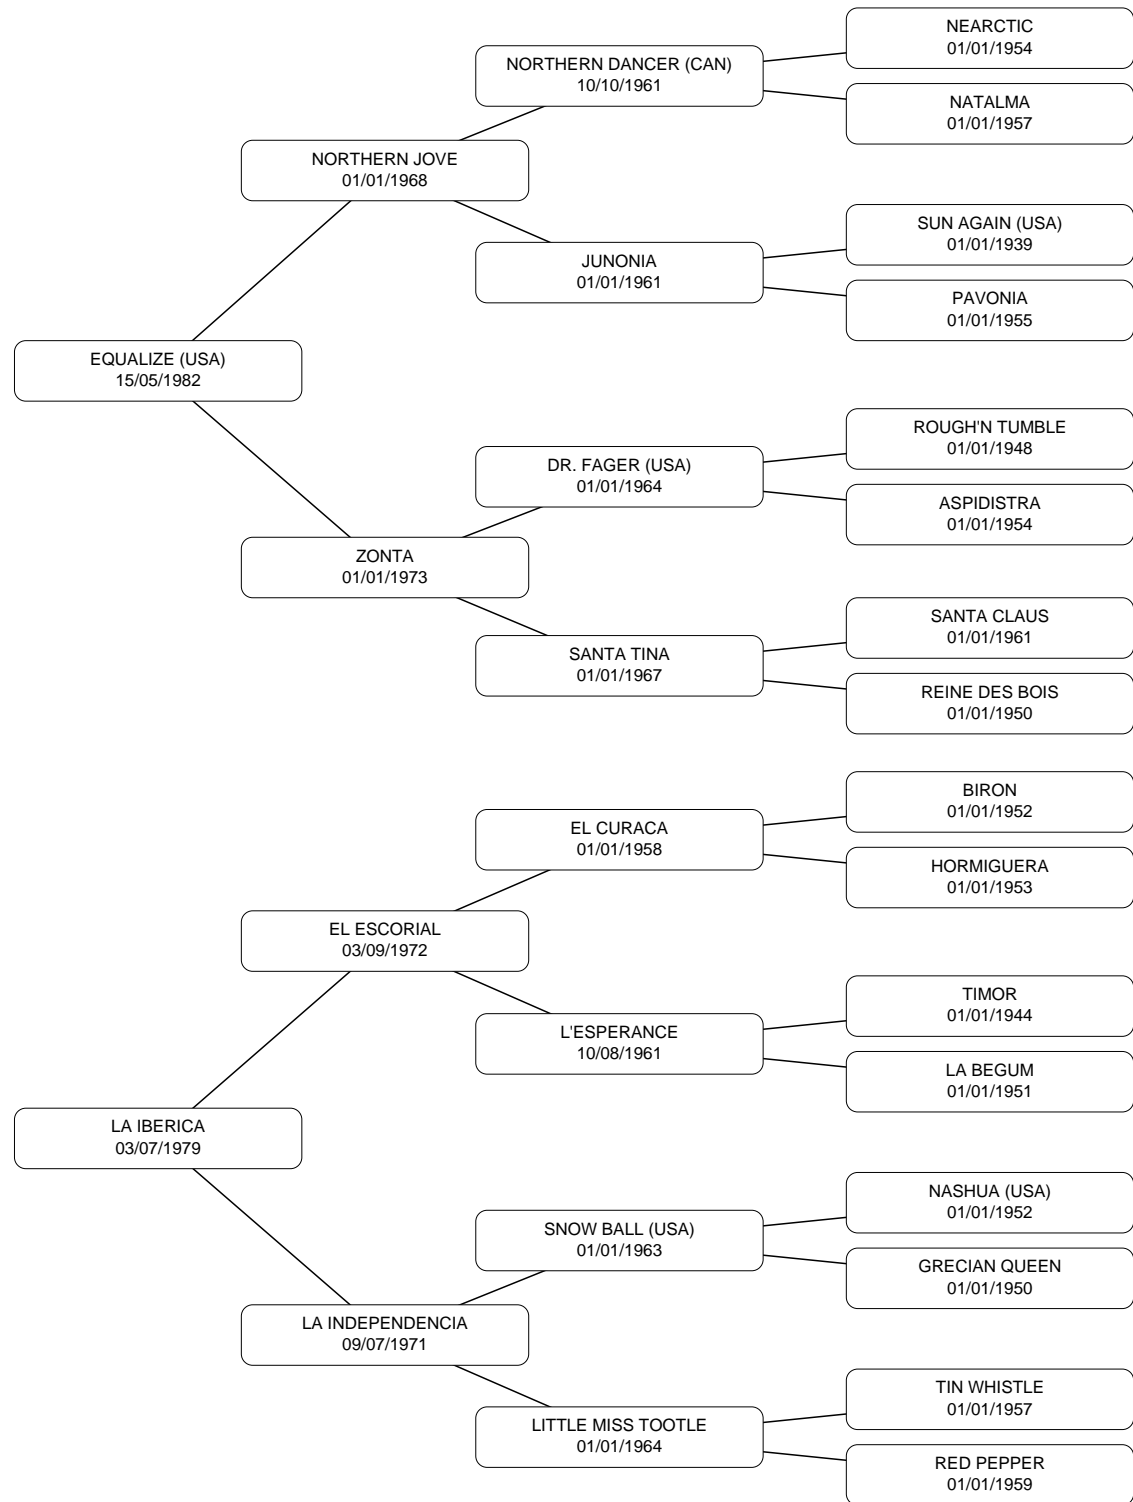 NEARCTIC
01/01/1954
NORTHERN DANCER (CAN)
10/10/1961
NATALMA
01/01/1957
NORTHERN JOVE
01/01/1968
SUN AGAIN (USA)
01/01/1939
JUNONIA
01/01/1961
PAVONIA
01/01/1955
EQUALIZE (USA)
15/05/1982
ROUGH'N TUMBLE
01/01/1948
DR. FAGER (USA)
01/01/1964
ASPIDISTRA
01/01/1954
ZONTA
01/01/1973
SANTA CLAUS
01/01/1961
SANTA TINA
01/01/1967
REINE DES BOIS
01/01/1950
BIRON
01/01/1952
EL CURACA
01/01/1958
HORMIGUERA
01/01/1953
EL ESCORIAL
03/09/1972
TIMOR
01/01/1944
L'ESPERANCE
10/08/1961
LA BEGUM
01/01/1951
LA IBERICA
03/07/1979
NASHUA (USA)
01/01/1952
SNOW BALL (USA)
01/01/1963
GRECIAN QUEEN
01/01/1950
LA INDEPENDENCIA
09/07/1971
TIN WHISTLE
01/01/1957
LITTLE MISS TOOTLE
01/01/1964
RED PEPPER
01/01/1959